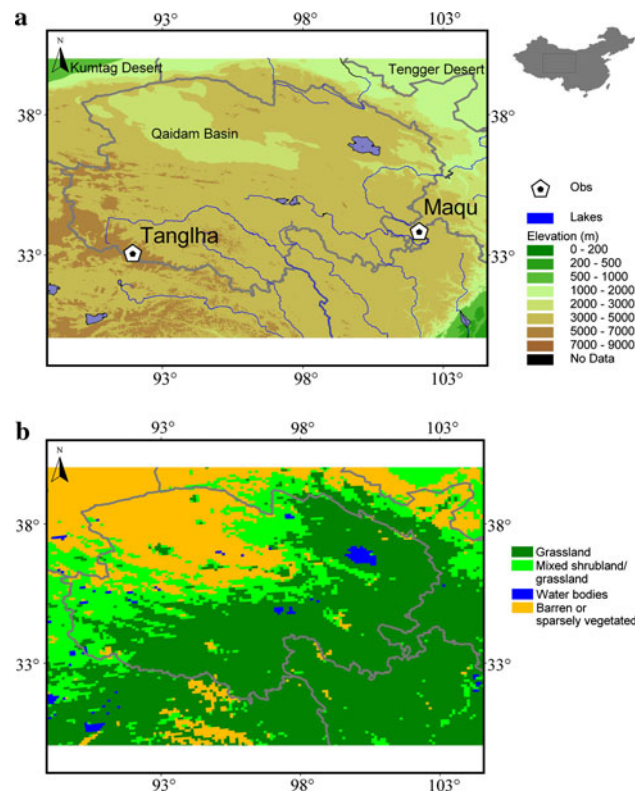 a
93°
98°
103°
N
Kumtag Desert
Tengger Desert
38°
38°
Qaidam Basin
Obs
Maqu
Lakes
Tanglha
33°
33°
Elevation (m)
0 - 200
200 - 500
500 - 1000
1000 - 2000
2000 - 3000
3000 - 5000
5000 - 7000
7000 - 9000
No Data
93°
98°
103°
b
93°
98°
103°
N
38°
38°
Grassland
Mixed shrubland/
grassland
Water bodies
Barren or
sparsely vegetated
33°
33°
93°
98°
103°